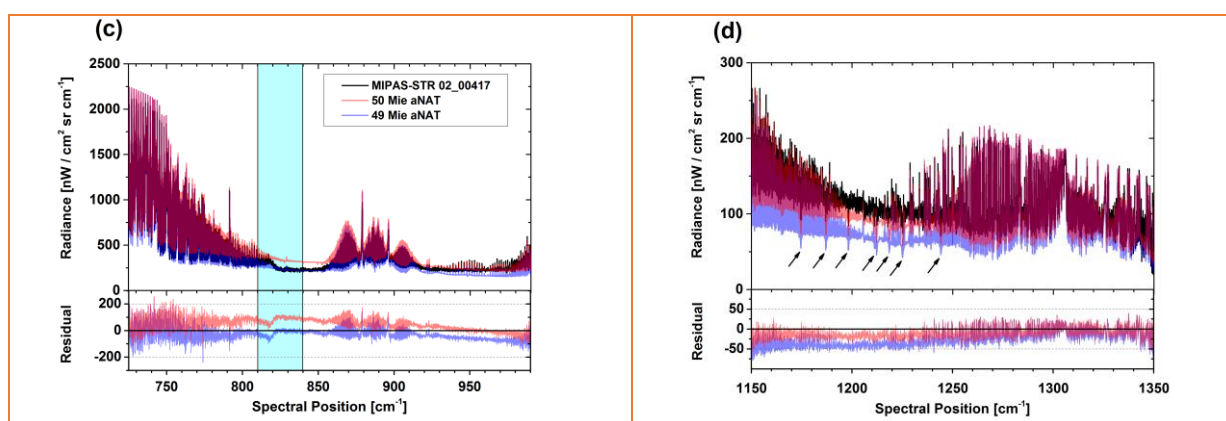 (c)
2500
2000
1500
1000
500
0
Radiance [nW / cm² sr cm⁻¹]
MIPAS-STR 02_00417
50 Mie aNAT
49 Mie aNAT
200
0
-200
Residual
750 800 850 900 950
Spectral Position [cm⁻¹]
(d)
300
200
100
0
Radiance [nW / cm² sr cm⁻¹]
50
0
-50
Residual
1150 1200 1250 1300 1350
Spectral Position [cm⁻¹]